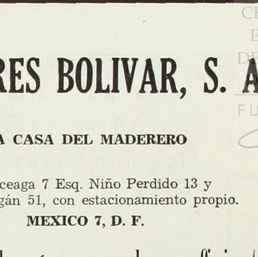 RES BOLIVAR, S. A
A CASA DEL MADERERO
ceaga 7 Esq. Niño Perdido 13 y
gán 51, con estacionamiento propio.
MEXICO 7, D. F.